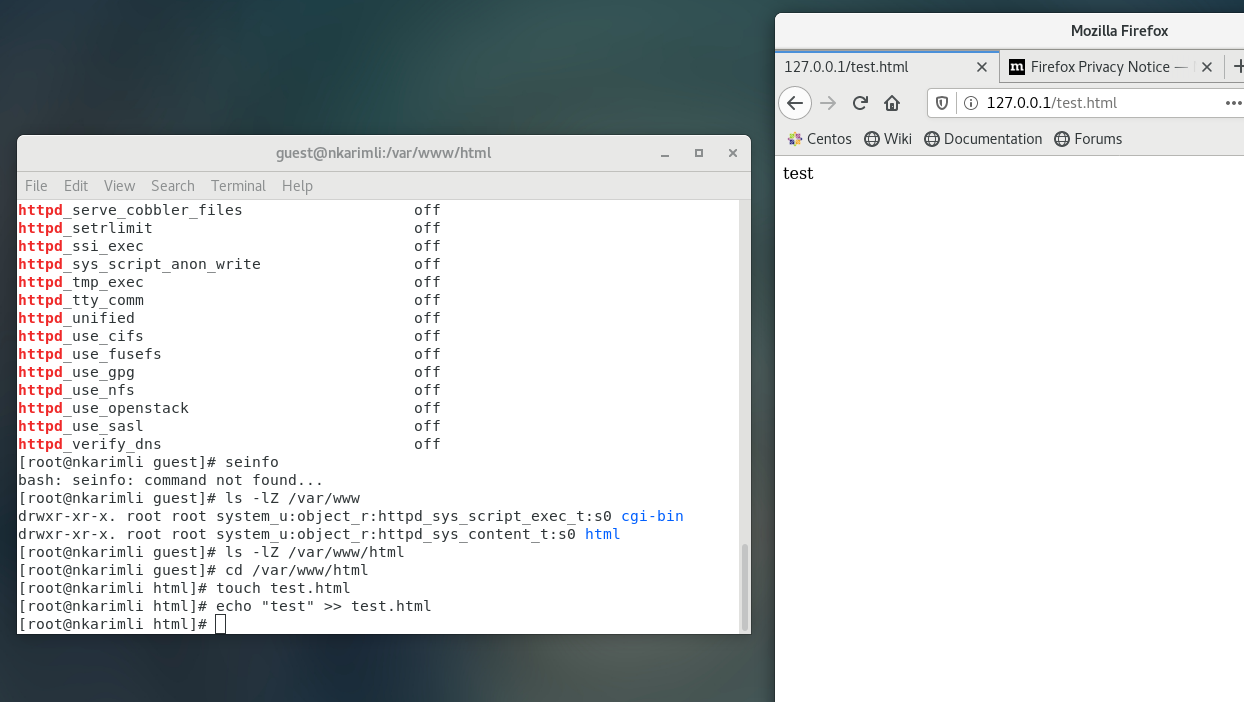 guest@nkarimli:/var/www/html
File Edit View Search Terminal Help
httpd_serve_cobbler_files off
httpd_setrlimit off
httpd_ssi_exec off
httpd_sys_script_anon_write off
httpd_tmp_exec off
httpd_tty_comm off
httpd_unified off
httpd_use_cifs off
httpd_use_fusefs off
httpd_use_gpg off
httpd_use_nfs off
httpd_use_openstack off
httpd_use_sasl off
httpd_verify_dns off
[root@nkarimli guest]# seinfo
bash: seinfo: command not found...
[root@nkarimli guest]# ls -lZ /var/www
drwxr-xr-x. root root system_u:object_r:httpd_sys_script_exec_t:s0 cgi-bin
drwxr-xr-x. root root system_u:object_r:httpd_sys_content_t:s0 html
[root@nkarimli guest]# ls -lZ /var/www/html
[root@nkarimli guest]# cd /var/www/html
[root@nkarimli html]# touch test.html
[root@nkarimli html]# echo "test" >> test.html
[root@nkarimli html]#
Mozilla Firefox
127.0.0.1/test.html
m Firefox Privacy Notice —
127.0.0.1/test.html
Centos Wiki Documentation Forums
test